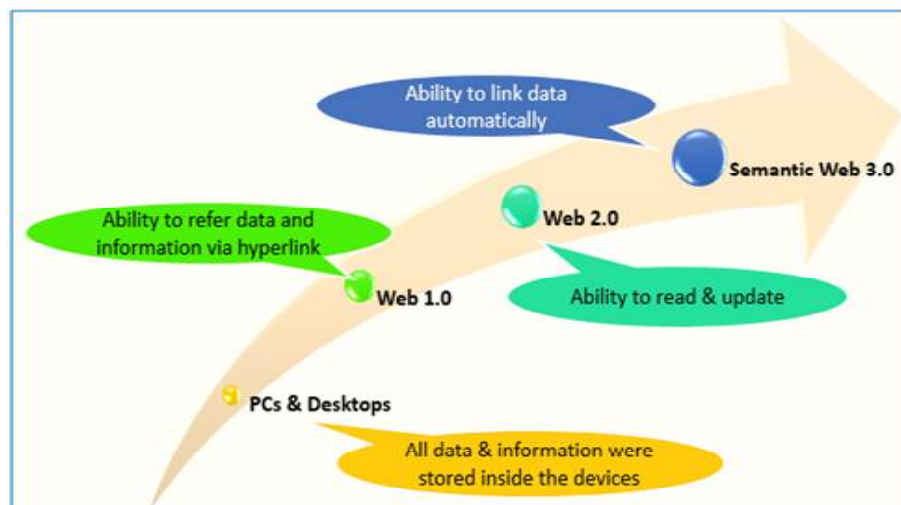 Ability to link data
automatically
Semantic Web 3.0
Ability to refer data and
information via hyperlink
Web 2.0
Web 1.0
Ability to read & update
PCs & Desktops
All data & information were
stored inside the devices